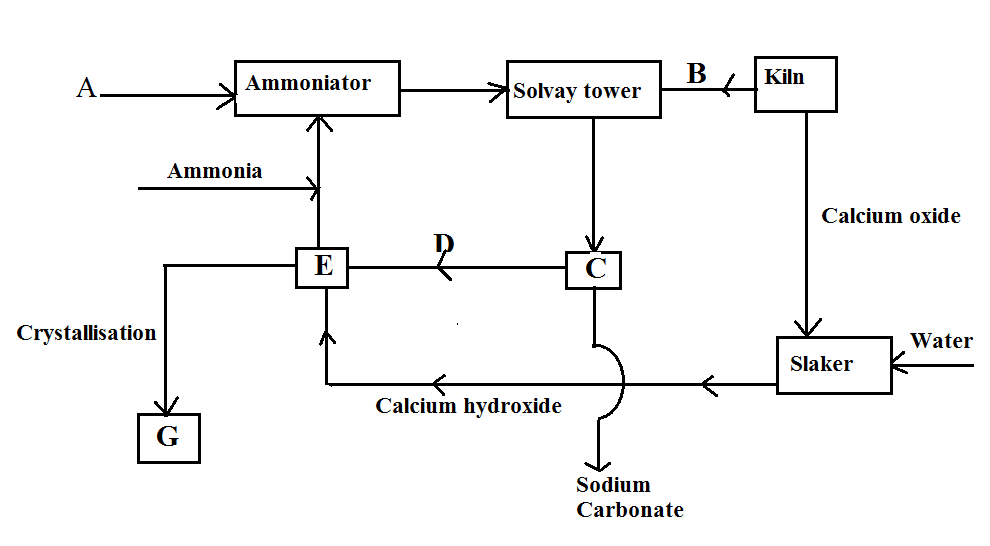 A
Ammoniator
Solvay tower
B
Kiln
Ammonia
Calcium oxide
E
D
C
Crystallisation
Slaker
Water
Calcium hydroxide
G
Sodium
Carbonate